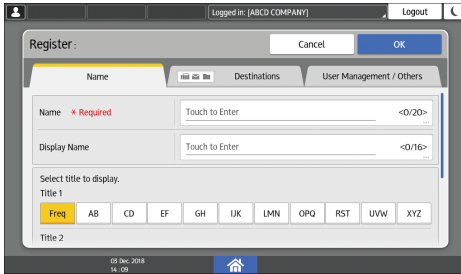 Logged in: [ABCD COMPANY]
Logout
Register :
Cancel
OK
Name
Destinations
User Management / Others
Name * Required
Touch to Enter
<0/20>
...
Display Name
Touch to Enter
<0/16>
...
Select title to display.
Title 1
Freq AB CD EF GH IJK LMN OPQ RST UVW XYZ
Title 2
03 Dec. 2018
14 : 09